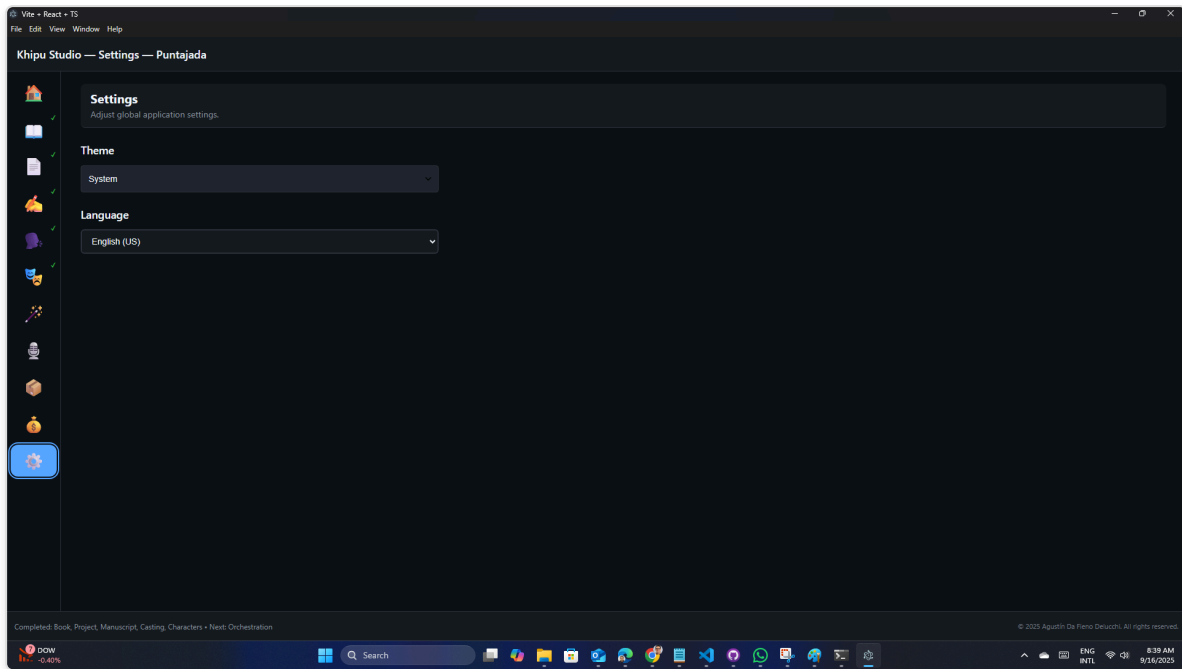 Vite + React + TS
File Edit View Window Help
Khipu Studio — Settings — Puntajada
Settings
Adjust global application settings.
Theme
System
Language
English (US)
Completed: Book, Project, Manuscript, Casting, Characters • Next: Orchestration
© 2025 Agustín Da Fieno Delucchi. All rights reserved.
7
DOW
-0.40%
Search
ENG
INTL
8:39 AM
9/16/2025